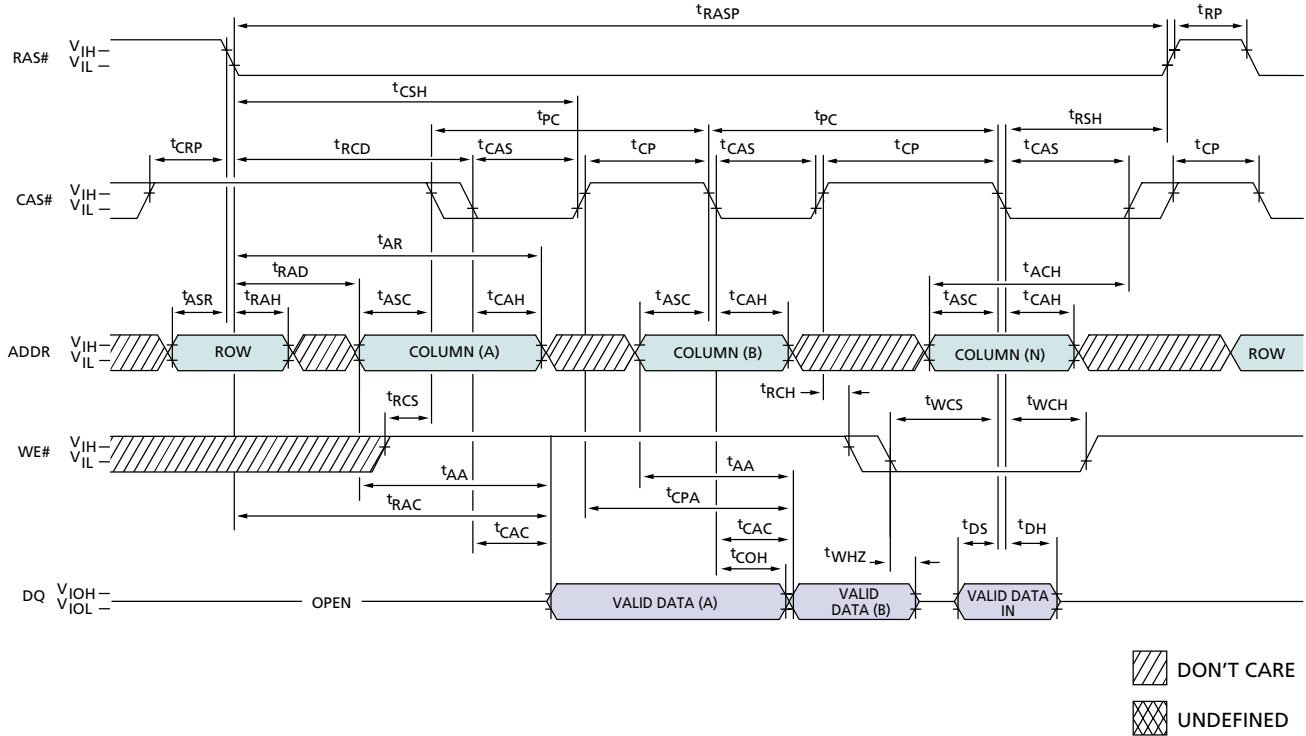 tRASP
tRP
RAS#
VIH
VIL
tCSH
tPC
tPC
tRSH
tCRP
tRCD
tCAS
tCP
tCAS
tCP
tCAS
tCP
CAS#
VIH
VIL
tAR
tRAD
tACH
tASR
tRAH
tASC
tCAH
tASC
tCAH
tASC
tCAH
ADDR
VIH
VIL
ROW
COLUMN (A)
COLUMN (B)
COLUMN (N)
ROW
tRCS
tRCH
tWCS
tWCH
WE#
VIH
VIL
tAA
tAA
tRAC
tCPA
tCAC
tCAC
tDS
tDH
tCOH
tWHZ
DQ
VIOH
VIOL
OPEN
VALID DATA (A)
VALID
DATA (B)
VALID DATA
IN
DON'T CARE
UNDEFINED